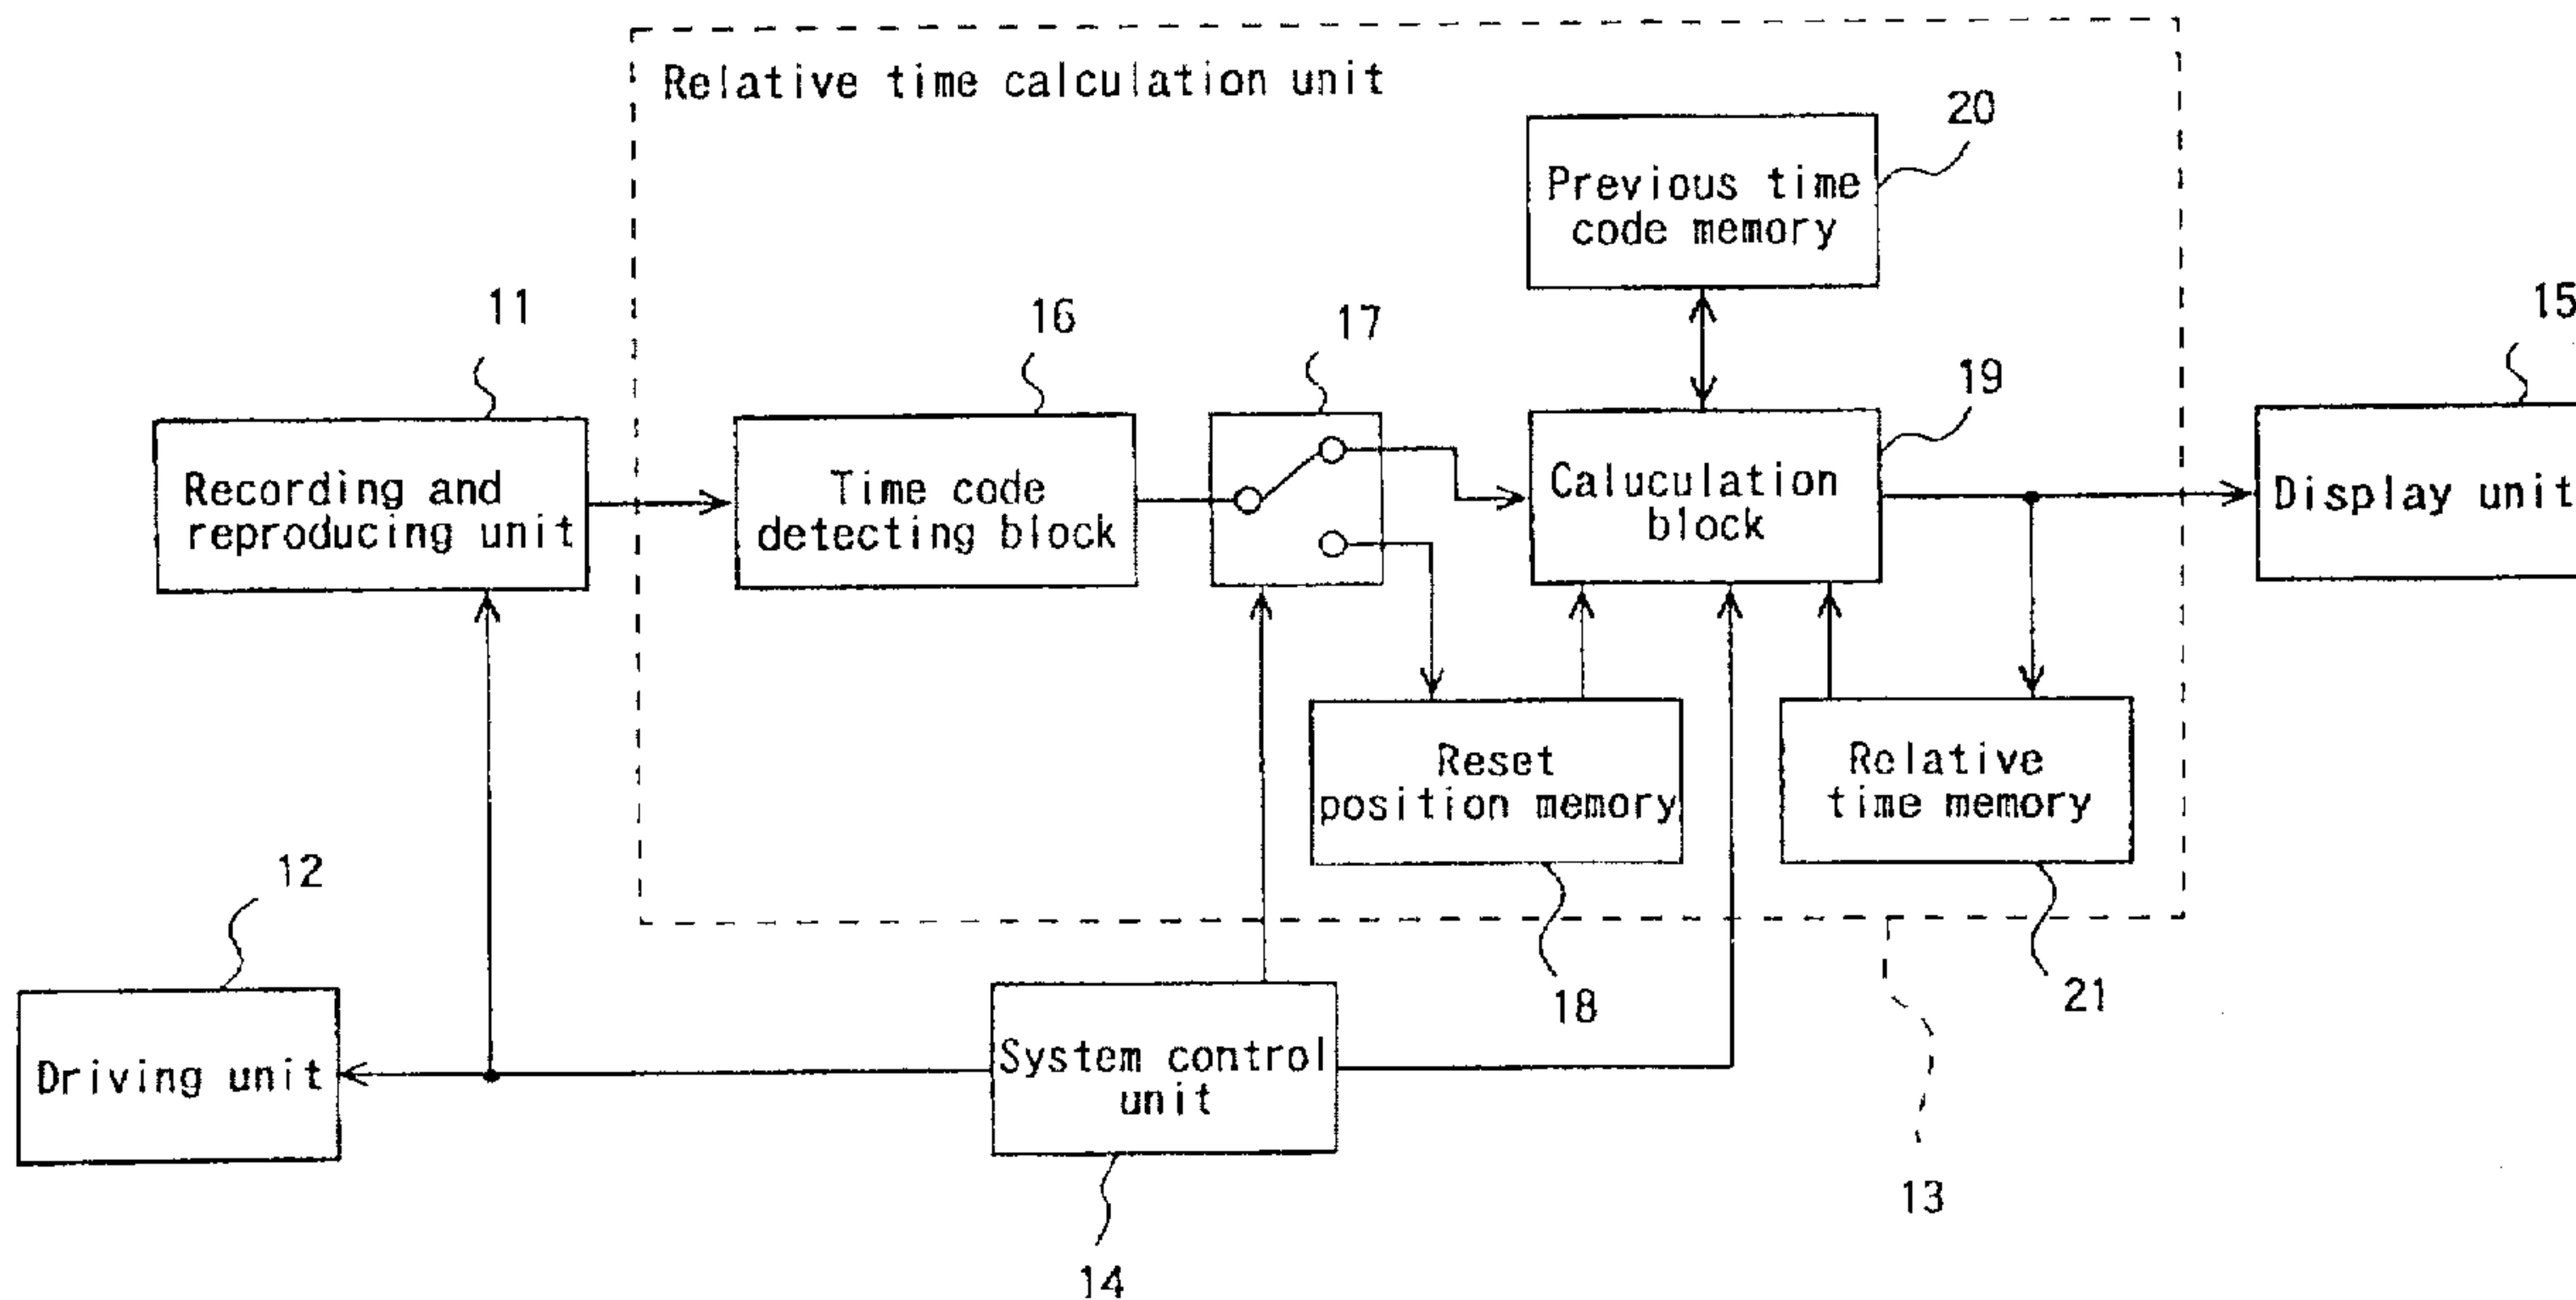 Relative time calculation unit
20
Previous time
code memory
11
16
17
19
15
Recording and
reproducing unit
Time code
detecting block
Caluculation
block
Display unit
Reset
position memory
Relative
time memory
12
18
21
Driving unit
System control
unit
13
14